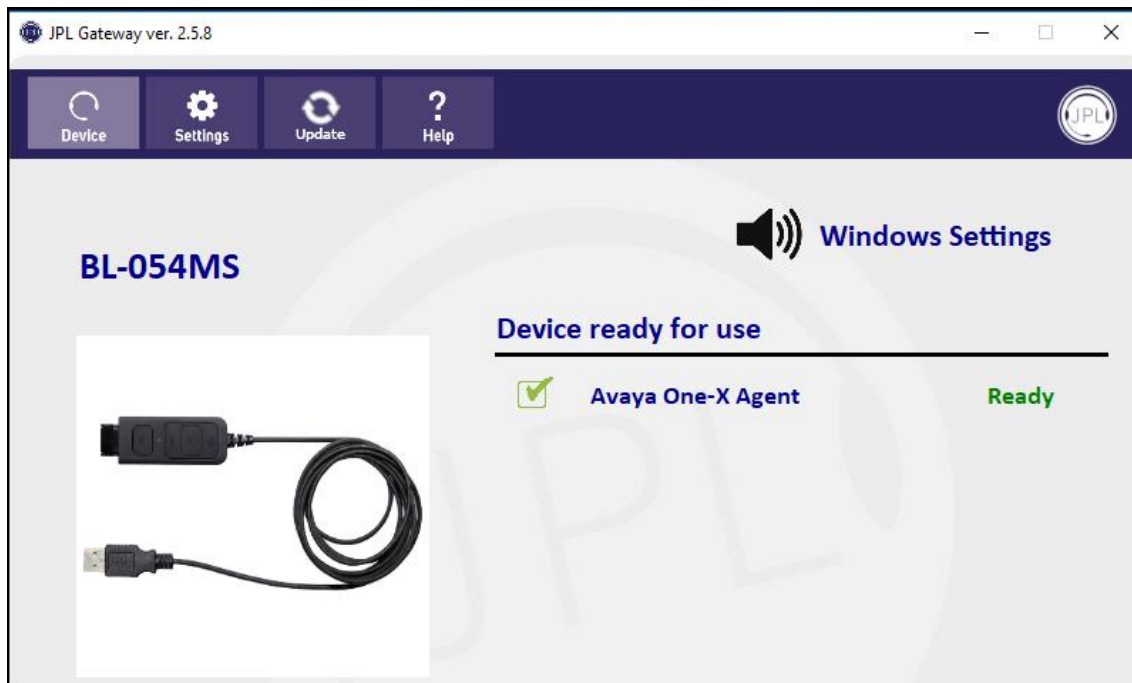 JPL Gateway ver. 2.5.8
Device
Settings
Update
?
Help
JPL
Windows Settings
BL-054MS
Device ready for use
Avaya One-X Agent
Ready
JPL